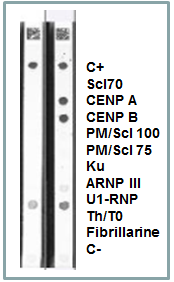 C+
Scl70
CENP A
CENP B
PM/Scl 100
PM/Scl 75
Ku
ARNP III
U1-RNP
Th/T0
Fibrillarine
C-